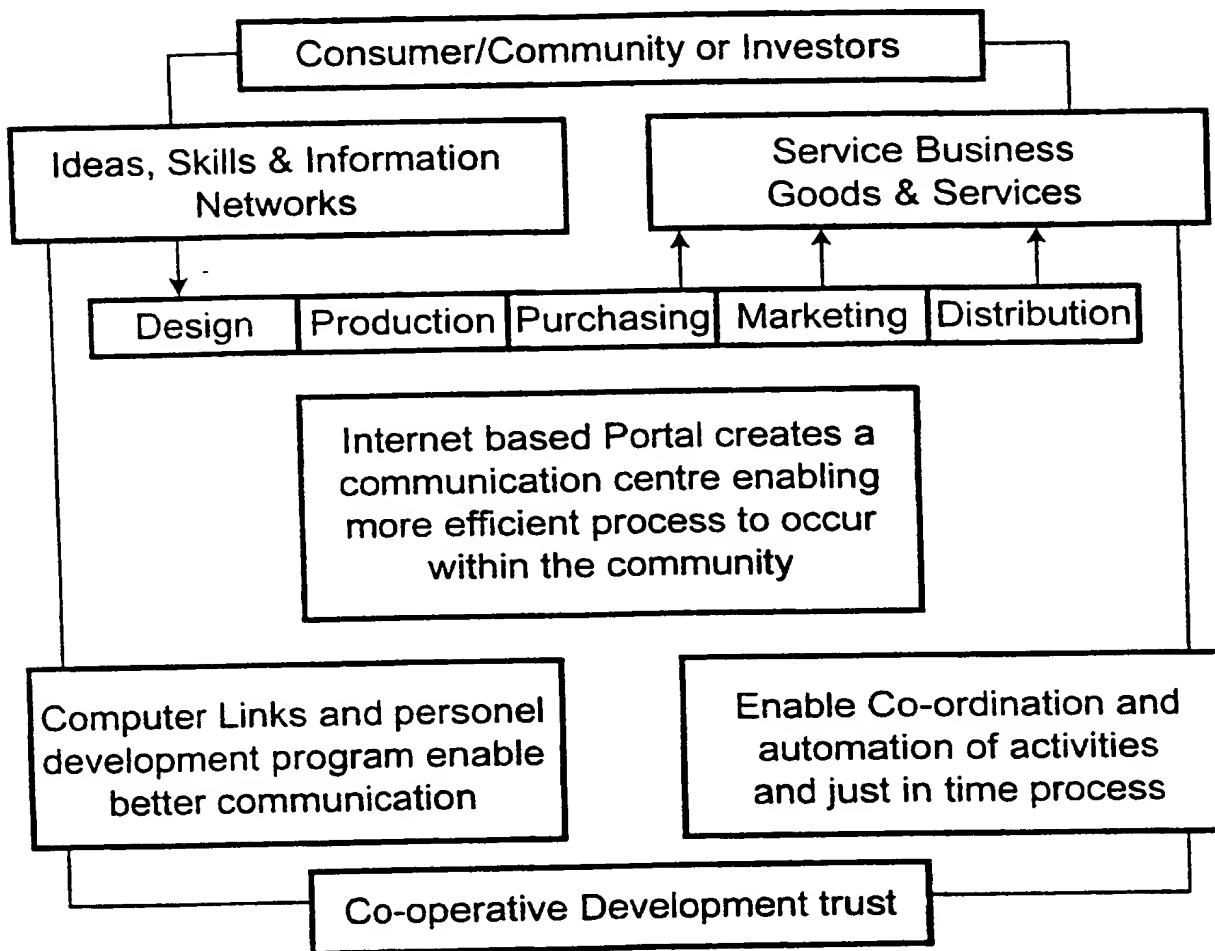 Consumer/Community or Investors
Ideas, Skills & Information
Networks
Service Business
Goods & Services
Design Production Purchasing Marketing Distribution
Internet based Portal creates a
communication centre enabling
more efficient process to occur
within the community
Computer Links and personel
development program enable
better communication
Enable Co-ordination and
automation of activities
and just in time process
Co-operative Development trust